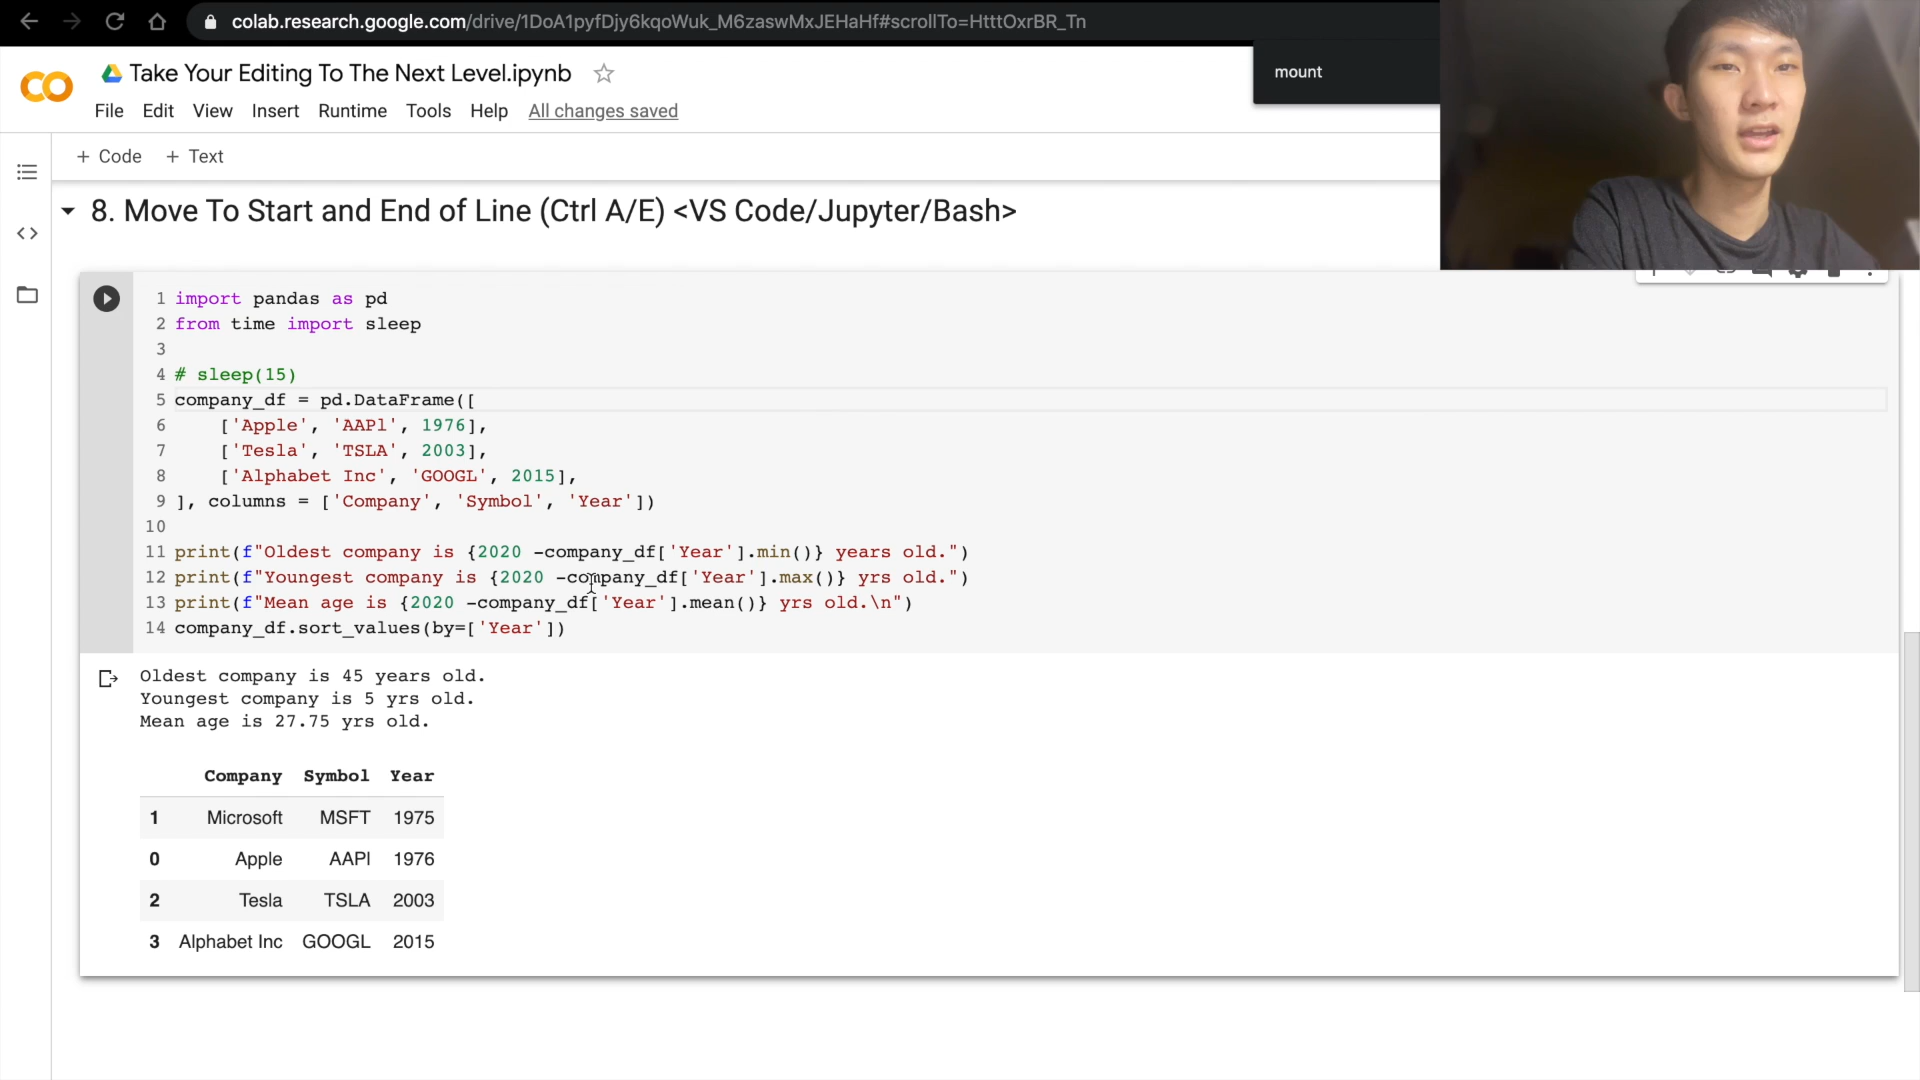 colab.research.google.com/drive/1DoA1pyfDjy6kqoWuk_M6zaswMxJEHaHf#scrollTo=HtttOxrBR_Tn
mount
Take Your Editing To The Next Level.ipynb
File Edit View Insert Runtime Tools Help All changes saved
+ Code + Text
8. Move To Start and End of Line (Ctrl A/E) <VS Code/Jupyter/Bash>
1 import pandas as pd
2 from time import sleep
3
4 # sleep(15)
5 company_df = pd.DataFrame([
6 ['Apple', 'AAPl', 1976],
7 ['Tesla', 'TSLA', 2003],
8 ['Alphabet Inc', 'GOOGL', 2015],
9 ], columns = ['Company', 'Symbol', 'Year'])
10
11 print(f"Oldest company is {2020 -company_df['Year'].min()} years old.")
12 print(f"Youngest company is {2020 -company_df['Year'].max()} yrs old.")
13 print(f"Mean age is {2020 -company_df['Year'].mean()} yrs old.\n")
14 company_df.sort_values(by=['Year'])
Oldest company is 45 years old.
Youngest company is 5 yrs old.
Mean age is 27.75 yrs old.
Company Symbol Year
1 Microsoft MSFT 1975
0 Apple AAPl 1976
2 Tesla TSLA 2003
3 Alphabet Inc GOOGL 2015